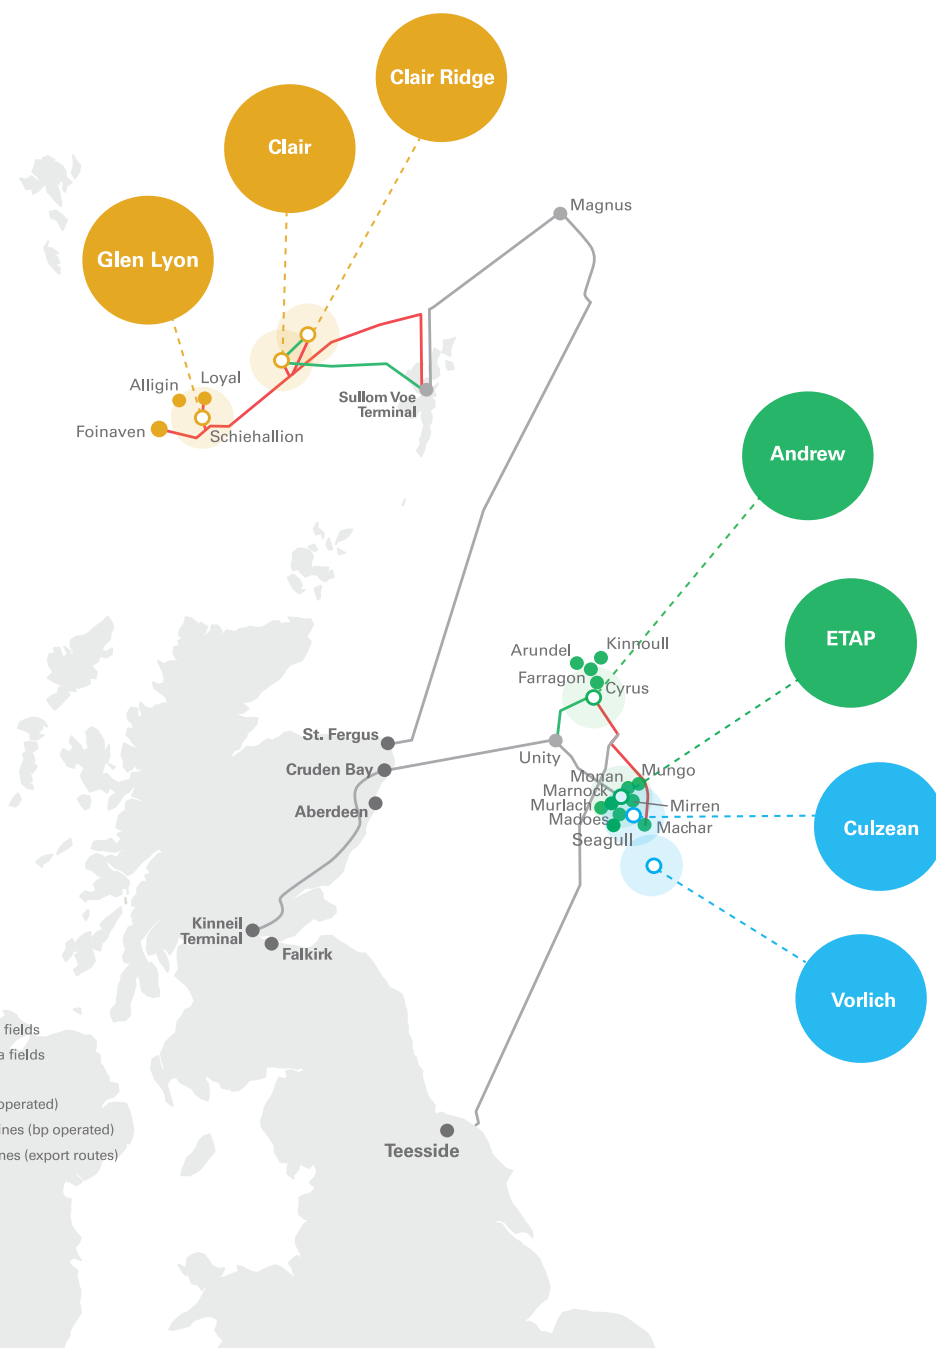 Clair Ridge
Clair
Magnus
Glen Lyon
Alligin
Loyal
Sullom Voe
Terminal
Foinaven
Schiehallion
Andrew
ETAP
Arundel
Kinnoull
Farragon
Cyrus
St. Fergus
Unity
Cruden Bay
Monan
Mungo
Marnock
Murlach
Mirren
Aberdeen
Madoes
Machar
Culzean
Seagull
Kinneil
Terminal
Falkirk
Vorlich
fields
a fields
operated)
ines (bp operated)
nes (export routes)
Teesside